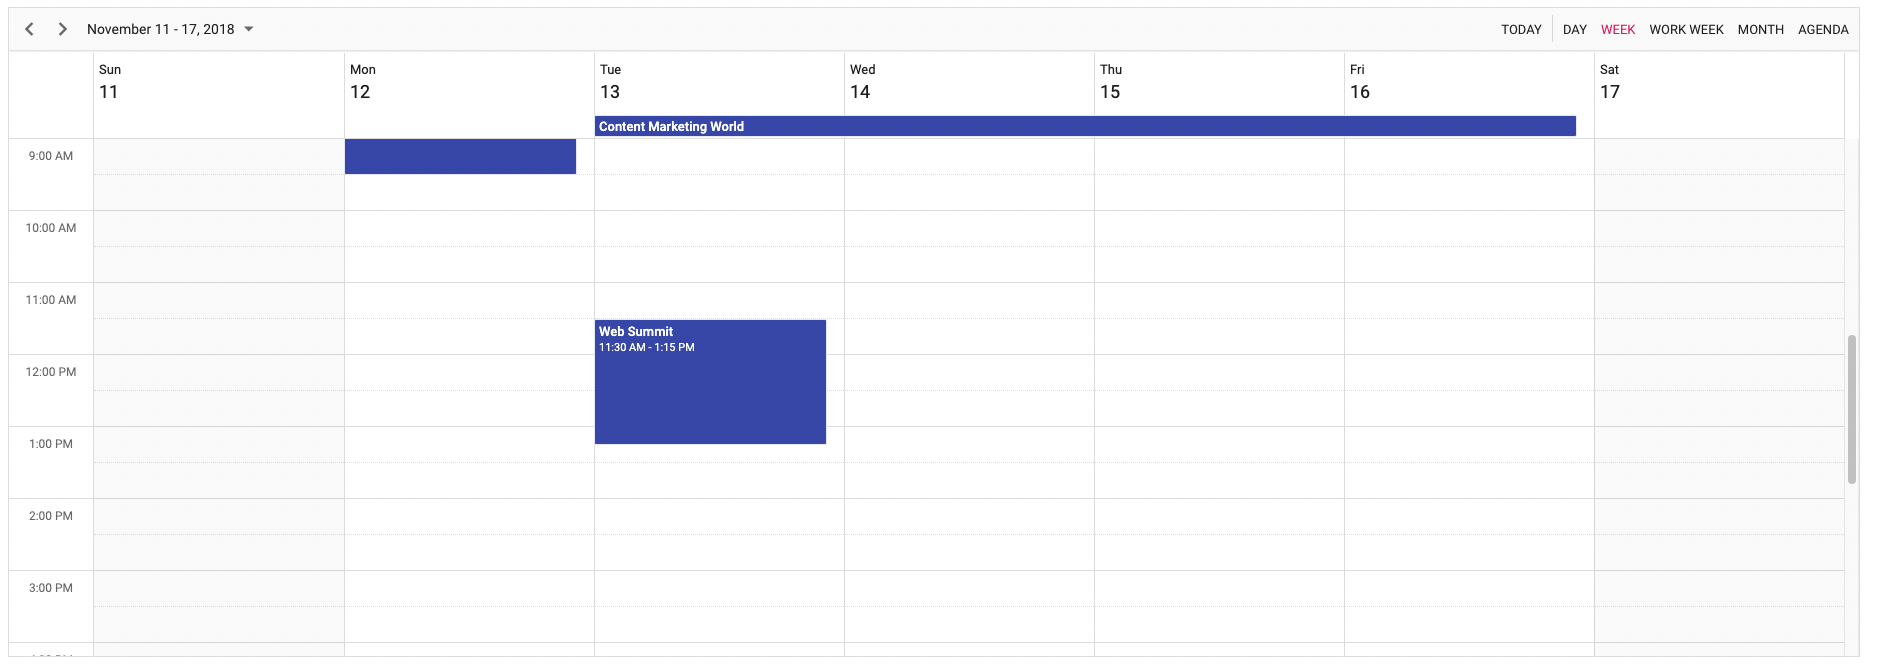 November 11 - 17, 2018
TODAY DAY WEEK WORK WEEK MONTH AGENDA
Sun Mon Tue Wed Thu Fri Sat
11 12 13 14 15 16 17
Content Marketing World
9:00 AM
10:00 AM
11:00 AM
Web Summit
11:30 AM - 1:15 PM
12:00 PM
1:00 PM
2:00 PM
3:00 PM